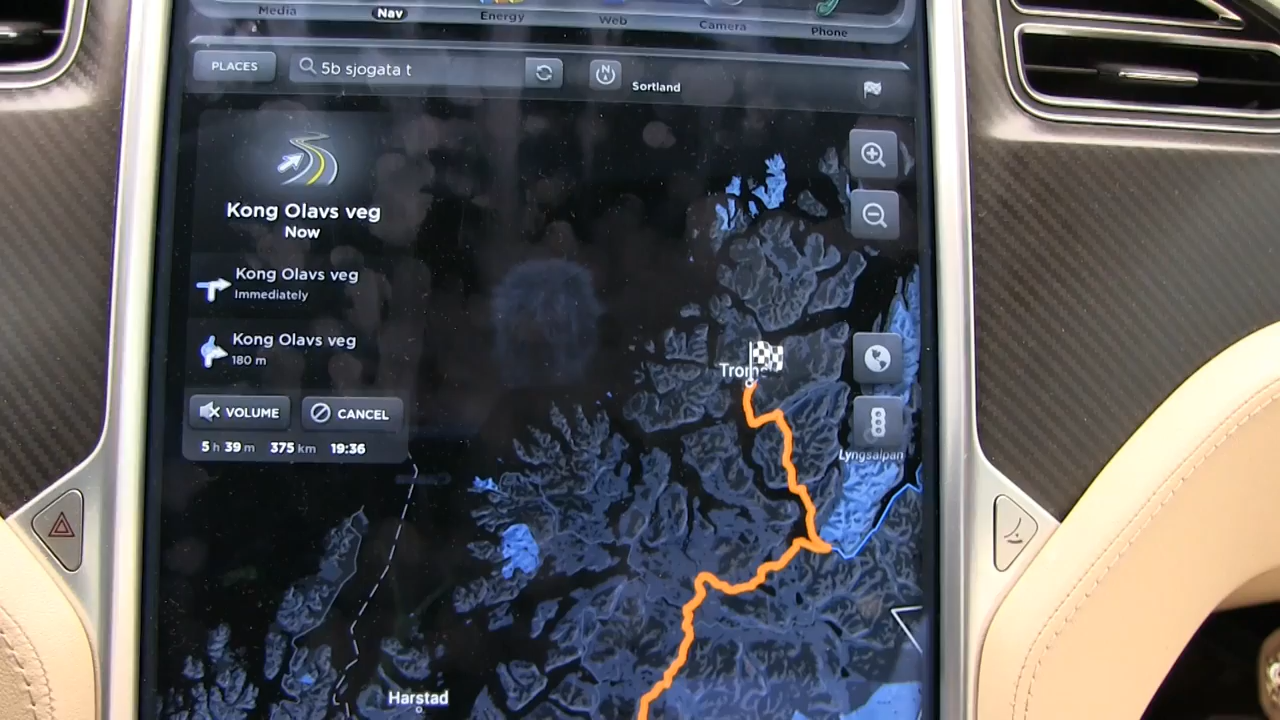 Media Nav Energy Web Camera Phone
PLACES 5b sjogata t N Sortland
Kong Olavs veg
Now
Kong Olavs veg
Immediately
Kong Olavs veg
180 m
VOLUME CANCEL
5 h 39 m 375 km 19:36
Lyngsalpan
Harstad